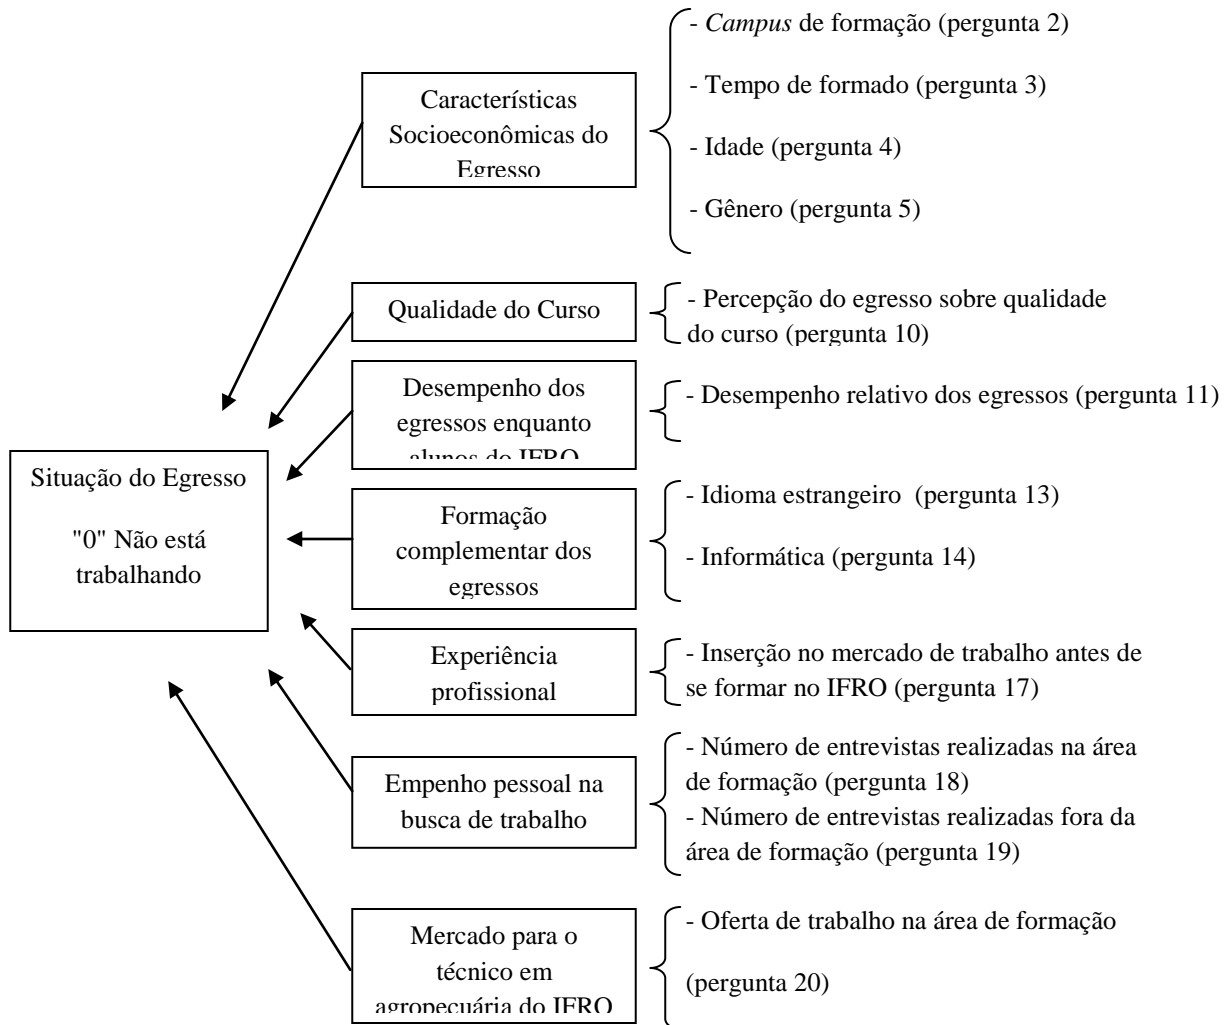 - Campus de formação (pergunta 2)
Características
Socioeconômicas do
Egresso
- Tempo de formado (pergunta 3)
- Idade (pergunta 4)
- Gênero (pergunta 5)
Qualidade do Curso
- Percepção do egresso sobre qualidade
do curso (pergunta 10)
Desempenho dos
egressos enquanto
alunos do IFRO
- Desempenho relativo dos egressos (pergunta 11)
Situação do Egresso
"0" Não está
trabalhando
Formação
complementar dos
egressos
- Idioma estrangeiro  (pergunta 13)
- Informática (pergunta 14)
Experiência
profissional
- Inserção no mercado de trabalho antes de
se formar no IFRO (pergunta 17)
Empenho pessoal na
busca de trabalho
- Número de entrevistas realizadas na área
de formação (pergunta 18)
- Número de entrevistas realizadas fora da
área de formação (pergunta 19)
Mercado para o
técnico em
agropecuária do IFRO
- Oferta de trabalho na área de formação
(pergunta 20)